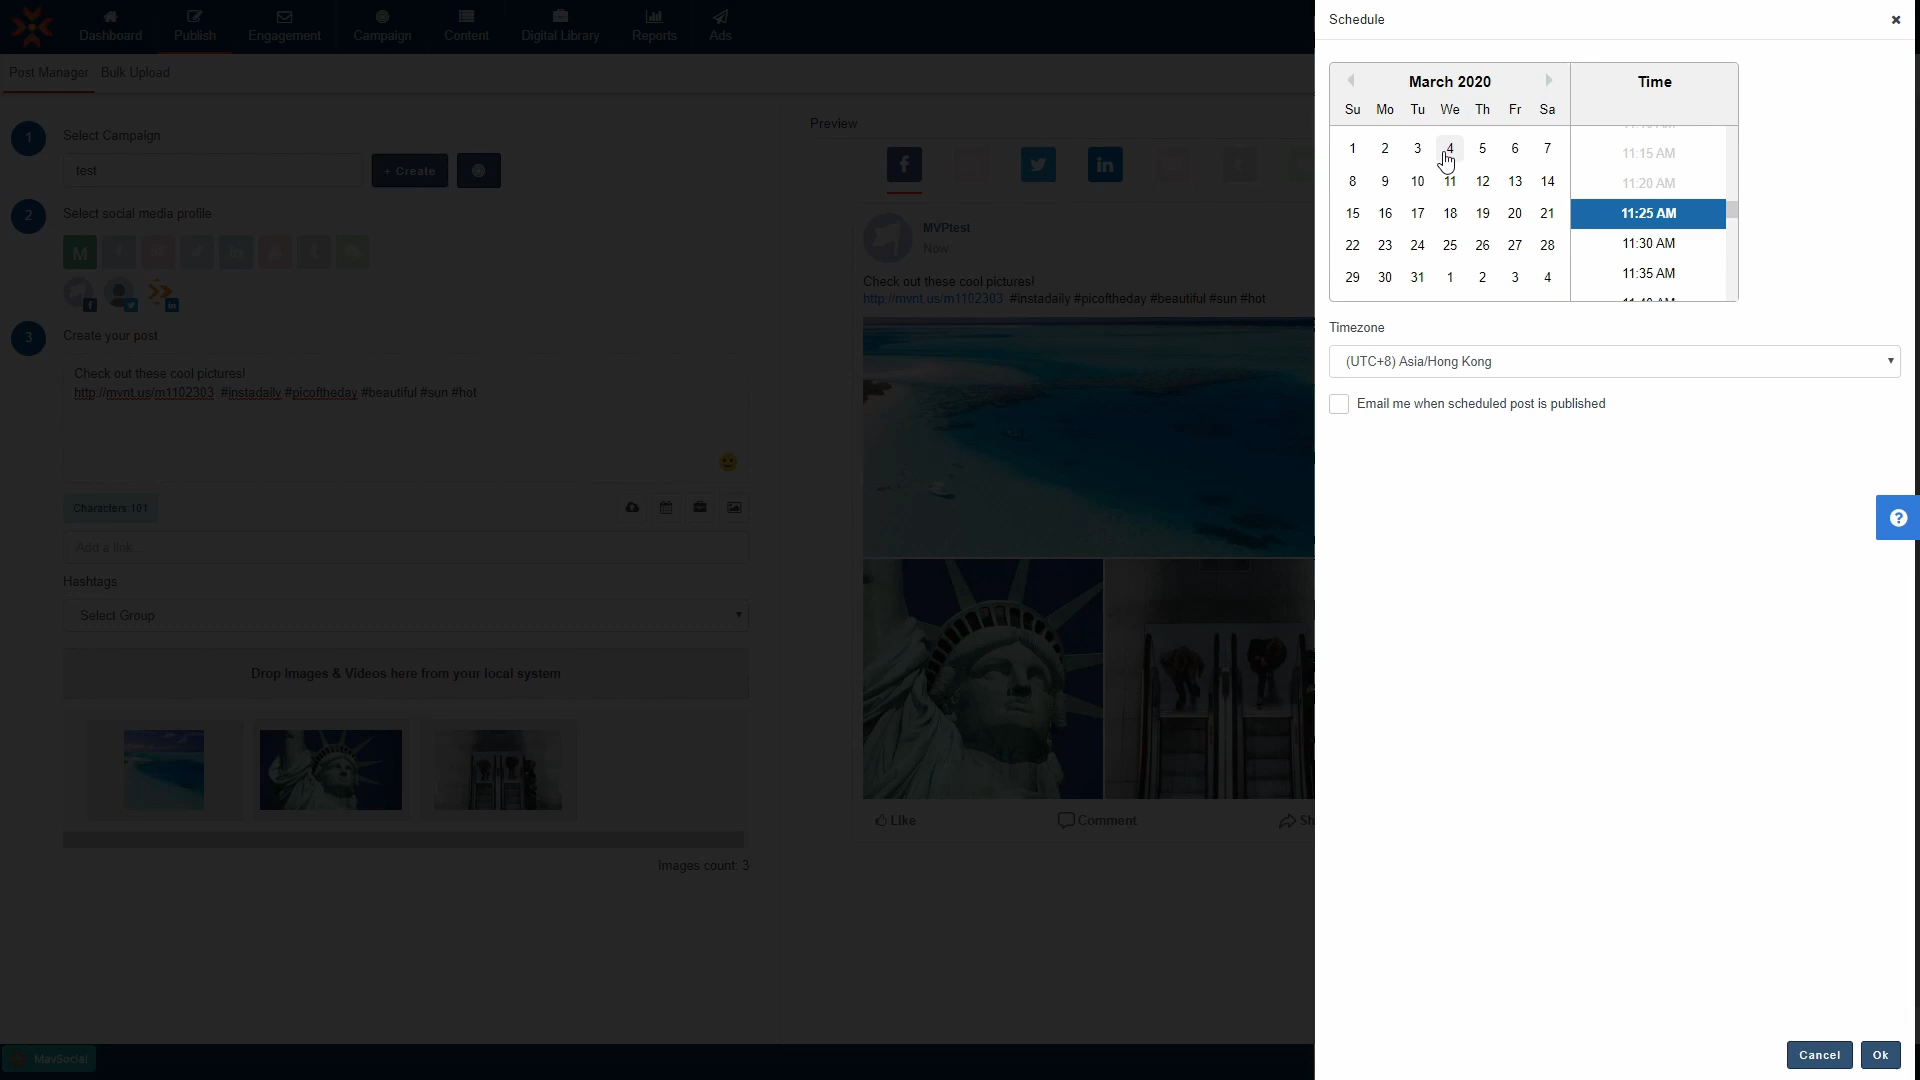 Dashboard
Publish
Engagement
Campaign
Content
Digital Library
Reports
Ads
Post Manager
Bulk Upload
1
Select Campaign
test
+ Create
2
Select social media profile
M
3
Create your post
Check out these cool pictures!
http://mvnt.us/m1102303 #instadaily #picoftheday #beautiful #sun #hot
Characters 101
Add a link...
Hashtags
Select Group
Drop Images & Videos here from your local system
Images count: 3
MavSocial
Preview
MVPtest
Now
Check out these cool pictures!
http://mvnt.us/m1102303 #instadaily #picoftheday #beautiful #sun #hot
Like
Comment
Sh
Schedule
March 2020
Su Mo Tu We Th Fr Sa
1 2 3 4 5 6 7
8 9 10 11 12 13 14
15 16 17 18 19 20 21
22 23 24 25 26 27 28
29 30 31 1 2 3 4
Time
11:15 AM
11:20 AM
11:25 AM
11:30 AM
11:35 AM
11:40 AM
Timezone
(UTC+8) Asia/Hong Kong
Email me when scheduled post is published
Cancel
Ok